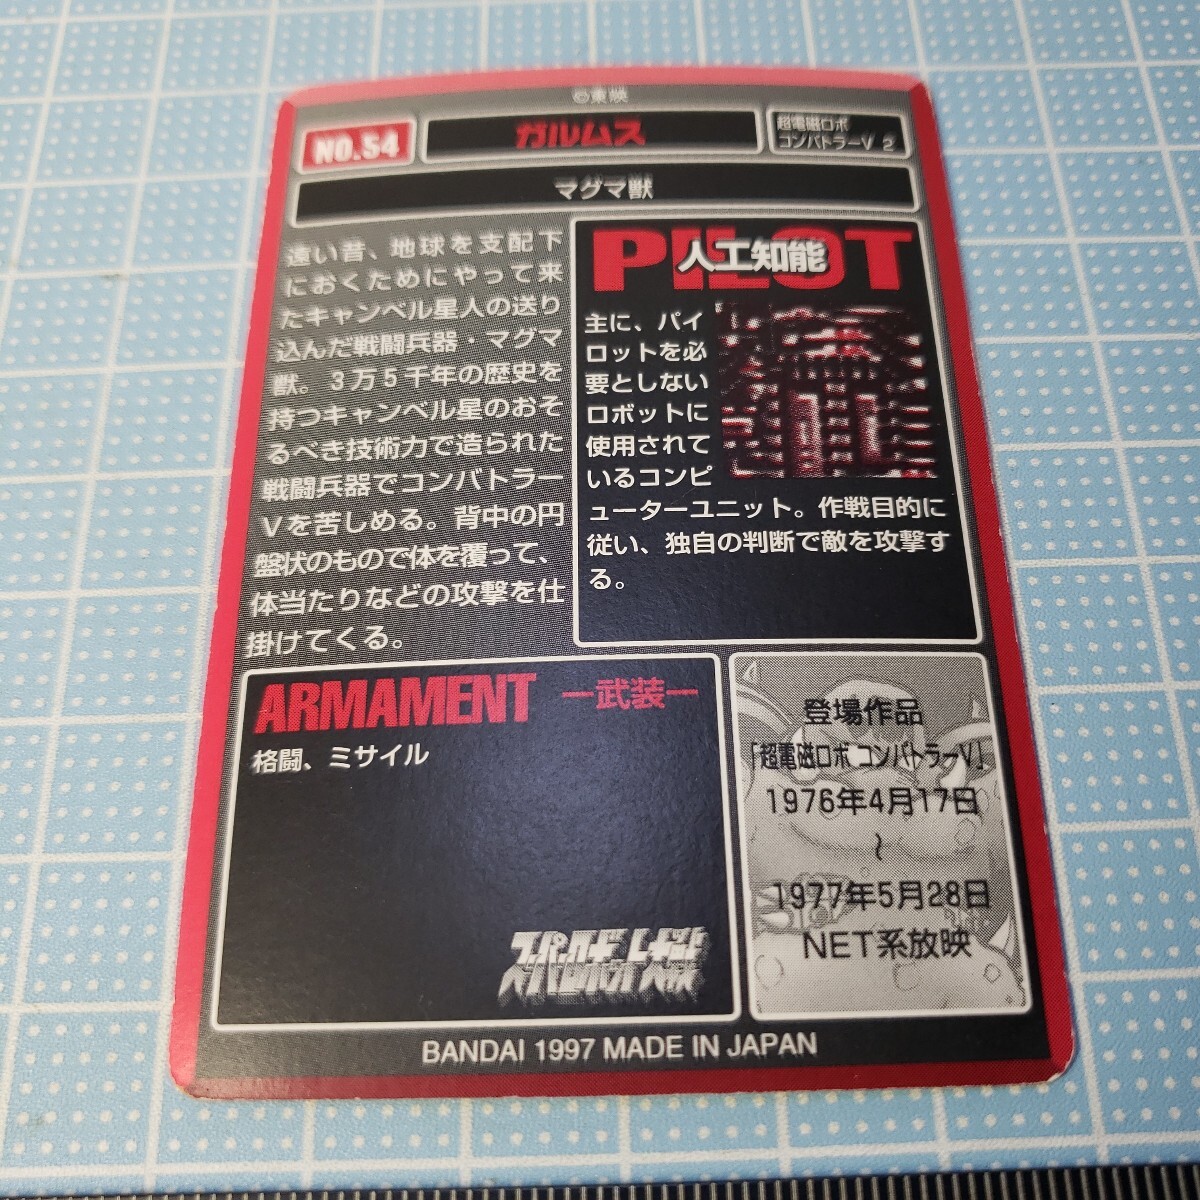 ©東映
NO.54
ガルムス
超電磁ロボ
コンバトラーV 2
マグマ獣
遠い昔、地球を支配下
におくためにやって来
たキャンベル星人の送り
込んだ戦闘兵器・マグマ
獣。3万5千年の歴史を
持つキャンベル星のおそ
るべき技術力で造られた
戦闘兵器でコンバトラー
Vを苦しめる。背中の円
盤状のもので体を覆って、
体当たりなどの攻撃を仕
掛けてくる。
PILOT
人工知能
主に、パイ
ロットを必
要としない
ロボットに
使用されて
いるコンピ
ューターユニット。作戦目的に
従い、独自の判断で敵を攻撃す
る。
ARMAMENT ―武装―
格闘、ミサイル
スーパーロボット大戦
登場作品
「超電磁ロボ コンバトラーV」
1976年4月17日
〜
1977年5月28日
NET系放映
BANDAI 1997 MADE IN JAPAN